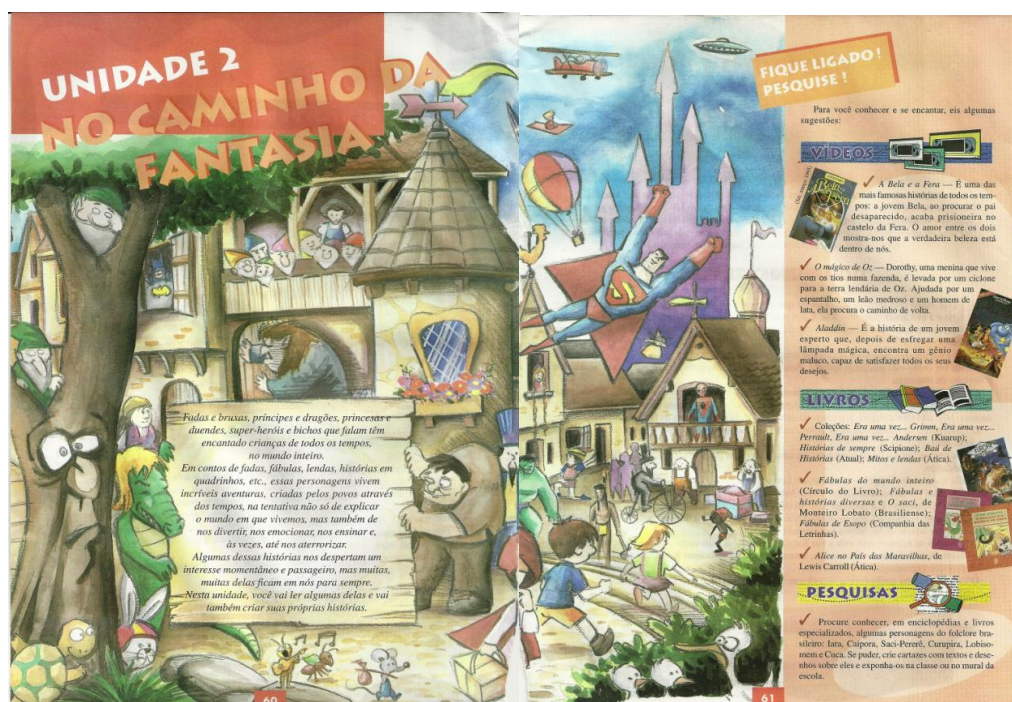 UNIDADE 2
NO CAMINHO DA
FANTASIA
Fadas e bruxas, príncipes e dragões, princesas e
duendes, super-heróis e bichos que falam têm
encantado crianças de todos os tempos,
no mundo inteiro.
Em contos de fadas, fábulas, lendas, histórias em
quadrinhos, etc., essas personagens vivem
incríveis aventuras, criadas pelos povos através
dos tempos, na tentativa não só de explicar
o mundo em que vivemos, mas também de
nos divertir, nos emocionar, nos ensinar e,
às vezes, até nos aterrorizar.
Algumas dessas histórias nos despertam um
interesse momentâneo e passageiro, mas muitas,
muitas delas ficam em nós para sempre.
Nesta unidade, você vai ler algumas delas e vai
também criar suas próprias histórias.
60
FIQUE LIGADO!
PESQUISE!
Para você conhecer e se encantar, eis algumas
sugestões:
VÍDEOS
✓ A Bela e a Fera — É uma das
mais famosas histórias de todos os tem-
pos: a jovem Bela, ao procurar o pai
desaparecido, acaba prisioneira no
castelo da Fera. O amor entre os dois
mostra-nos que a verdadeira beleza está
dentro de nós.
✓ O mágico de Oz — Dorothy, uma menina que vive
com os tios numa fazenda, é levada por um ciclone
para a terra lendária de Oz. Ajudada por um
espantalho, um leão medroso e um homem de
lata, ela procura o caminho de volta.
✓ Aladdin — É a história de um jovem
esperto que, depois de esfregar uma
lâmpada mágica, encontra um gênio
maluco, capaz de satisfazer todos os seus
desejos.
LIVROS
✓ Coleções: Era uma vez... Grimm, Era uma vez...
Perrault, Era uma vez... Andersen (Kuarup);
Histórias de sempre (Scipione); Baú de
Histórias (Atual); Mitos e lendas (Ática).
✓ Fábulas do mundo inteiro
(Círculo do Livro); Fábulas e
histórias diversas e O saci, de
Monteiro Lobato (Brasiliense);
Fábulas de Esopo (Companhia das
Letrinhas).
✓ Alice no País das Maravilhas, de
Lewis Carroll (Ática).
PESQUISAS
✓ Procure conhecer, em enciclopédias e livros
especializados, algumas personagens do folclore bra-
sileiro: Iara, Caipora, Saci-Pererê, Curupira, Lobiso-
mem e Cuca. Se puder, crie cartazes com textos e dese-
nhos sobre eles e exponha-os na classe ou no mural da
escola.
61